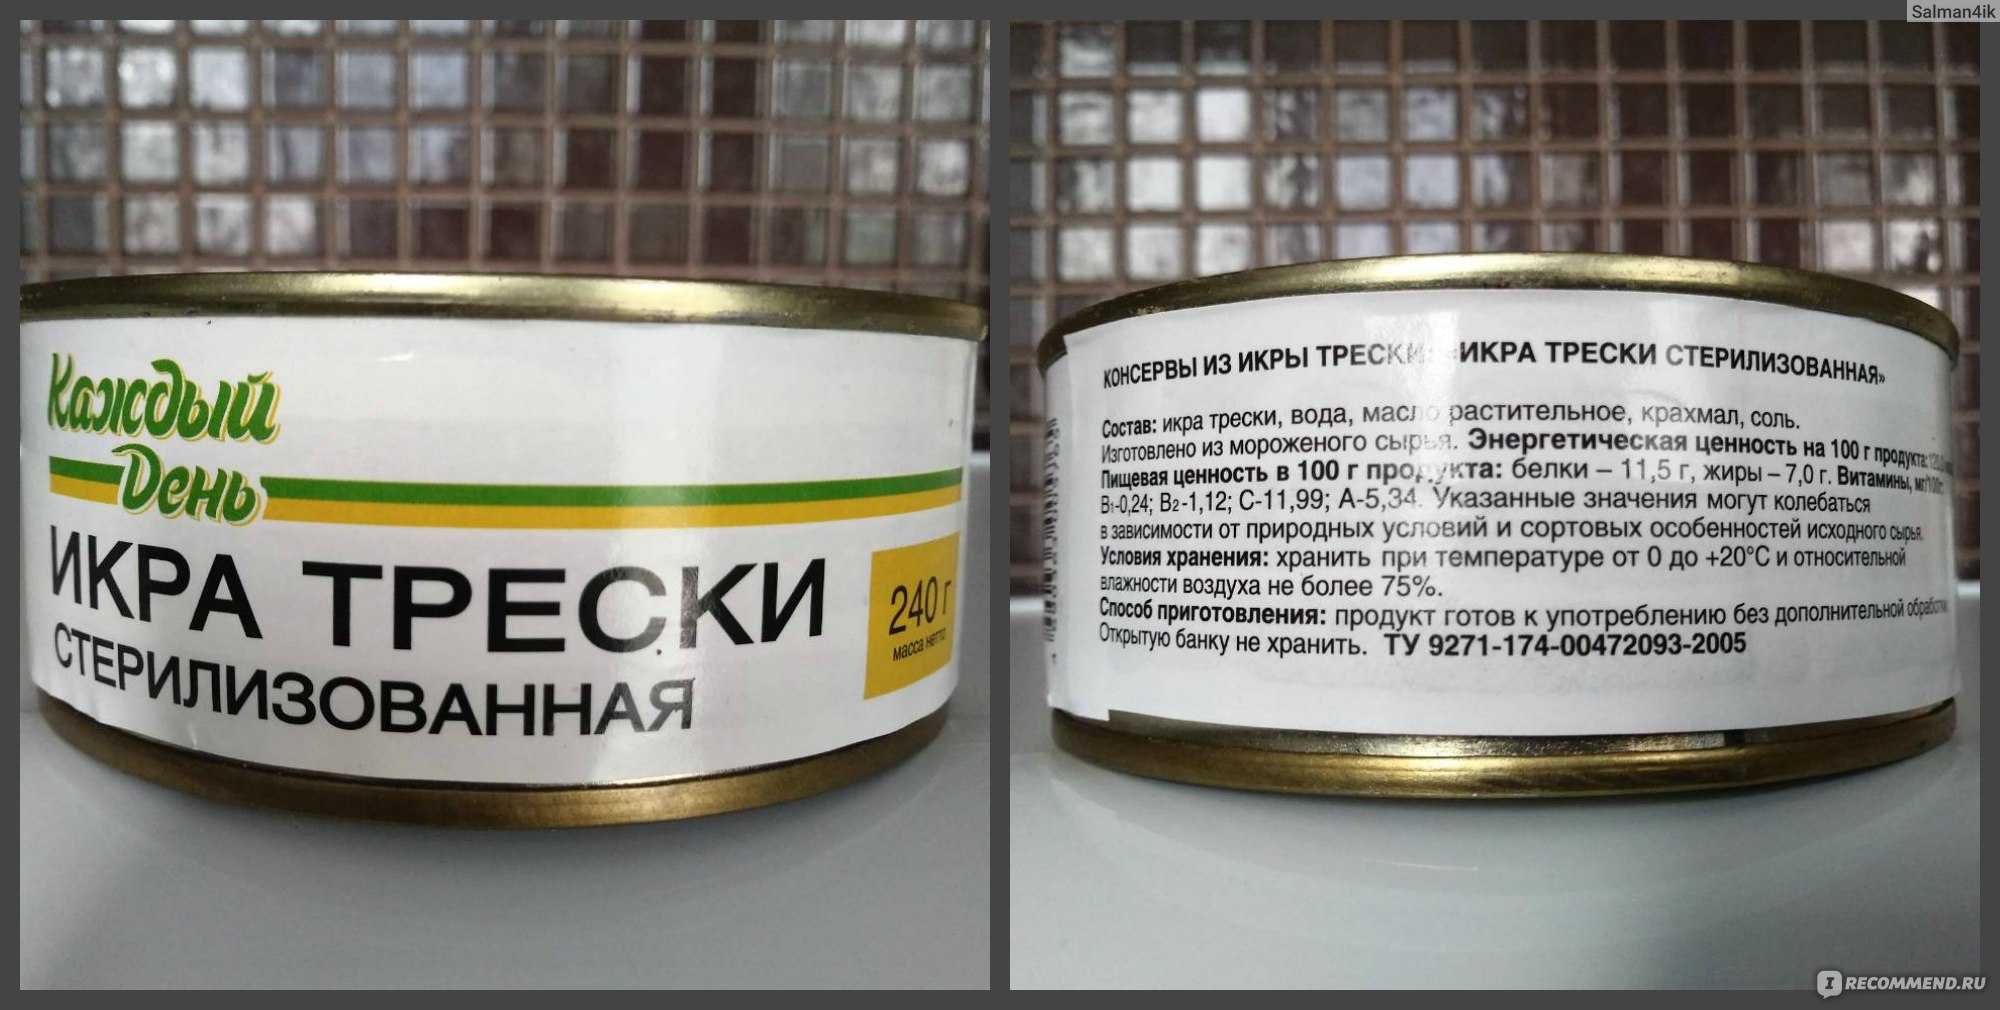 Salman4ik
Каждый
День
ИКРА ТРЕСКИ
СТЕРИЛИЗОВАННАЯ
240 г
масса нетто
КОНСЕРВЫ ИЗ ИКРЫ ТРЕСКИ: «ИКРА ТРЕСКИ СТЕРИЛИЗОВАННАЯ»
Состав: икра трески, вода, масло растительное, крахмал, соль.
Изготовлено из мороженого сырья. Энергетическая ценность на 100 г продукта:
Пищевая ценность в 100 г продукта: белки – 11,5 г, жиры – 7,0 г. Витамины, мг/100г:
B1-0,24; B2-1,12; C-11,99; A-5,34. Указанные значения могут колебаться
в зависимости от природных условий и сортовых особенностей исходного сырья.
Условия хранения: хранить при температуре от 0 до +20°С и относительной
влажности воздуха не более 75%.
Способ приготовления: продукт готов к употреблению без дополнительной обработки.
Открытую банку не хранить. ТУ 9271-174-00472093-2005
I RECOMMEND.RU